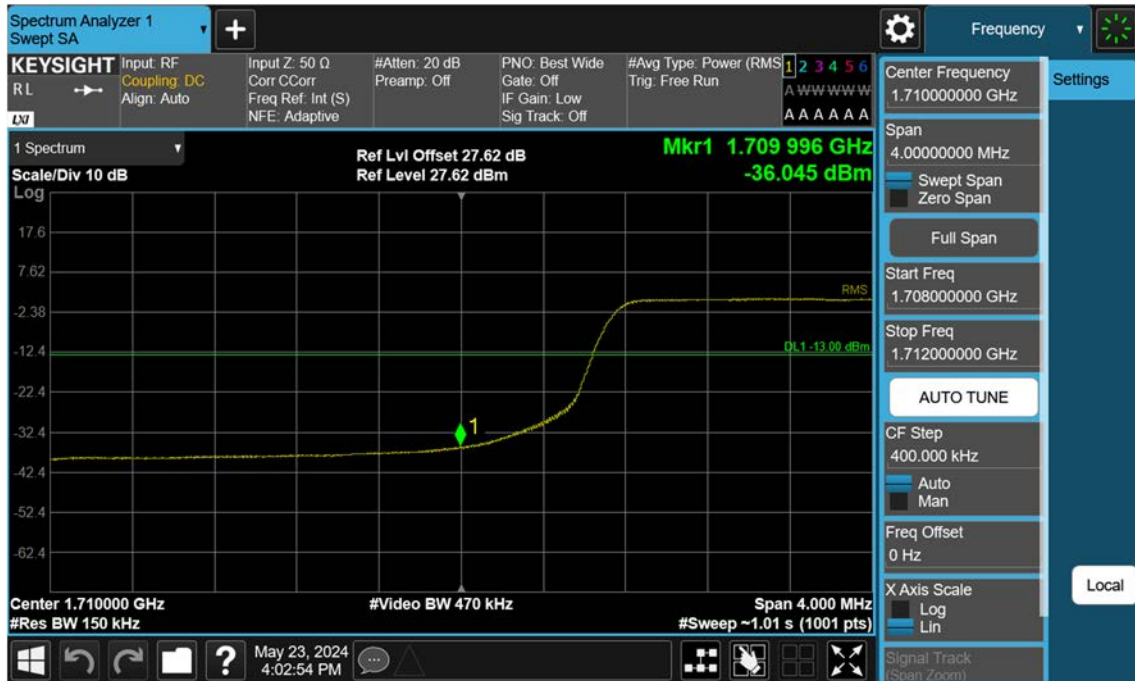 Spectrum Analyzer 1
Swept SA
Frequency
KEYSIGHT
RL
LXI
Input: RF
Coupling: DC
Align: Auto
Input Z: 50 Ω
Corr CCorr
Freq Ref: Int (S)
NFE: Adaptive
#Atten: 20 dB
Preamp: Off
PNO: Best Wide
Gate: Off
IF Gain: Low
Sig Track: Off
#Avg Type: Power (RMS
Trig: Free Run
1 2 3 4 5 6
A W W W W W
A A A A A A
1 Spectrum
Scale/Div 10 dB
Log
Ref Lvl Offset 27.62 dB
Ref Level 27.62 dBm
Mkr1 1.709 996 GHz
-36.045 dBm
17.6
7.62
-2.38
-12.4
-22.4
-32.4
-42.4
-52.4
-62.4
RMS
DL1 -13.00 dBm
1
Center 1.710000 GHz
#Res BW 150 kHz
#Video BW 470 kHz
Span 4.000 MHz
#Sweep ~1.01 s (1001 pts)
Center Frequency
1.710000000 GHz
Span
4.00000000 MHz
Swept Span
Zero Span
Full Span
Start Freq
1.708000000 GHz
Stop Freq
1.712000000 GHz
AUTO TUNE
CF Step
400.000 kHz
Auto
Man
Freq Offset
0 Hz
X Axis Scale
Log
Lin
Signal Track
(Span Zoom)
Settings
Local
?
May 23, 2024
4:02:54 PM